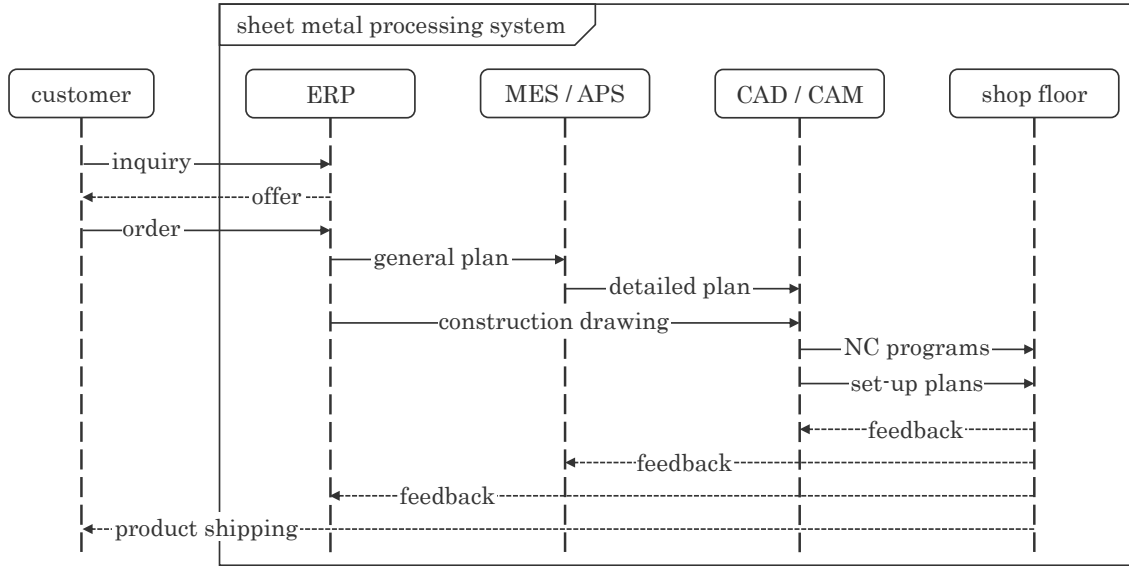 sheet metal processing system
customer
ERP
MES / APS
CAD / CAM
shop floor
inquiry
offer
order
general plan
detailed plan
construction drawing
NC programs
set-up plans
feedback
feedback
feedback
product shipping